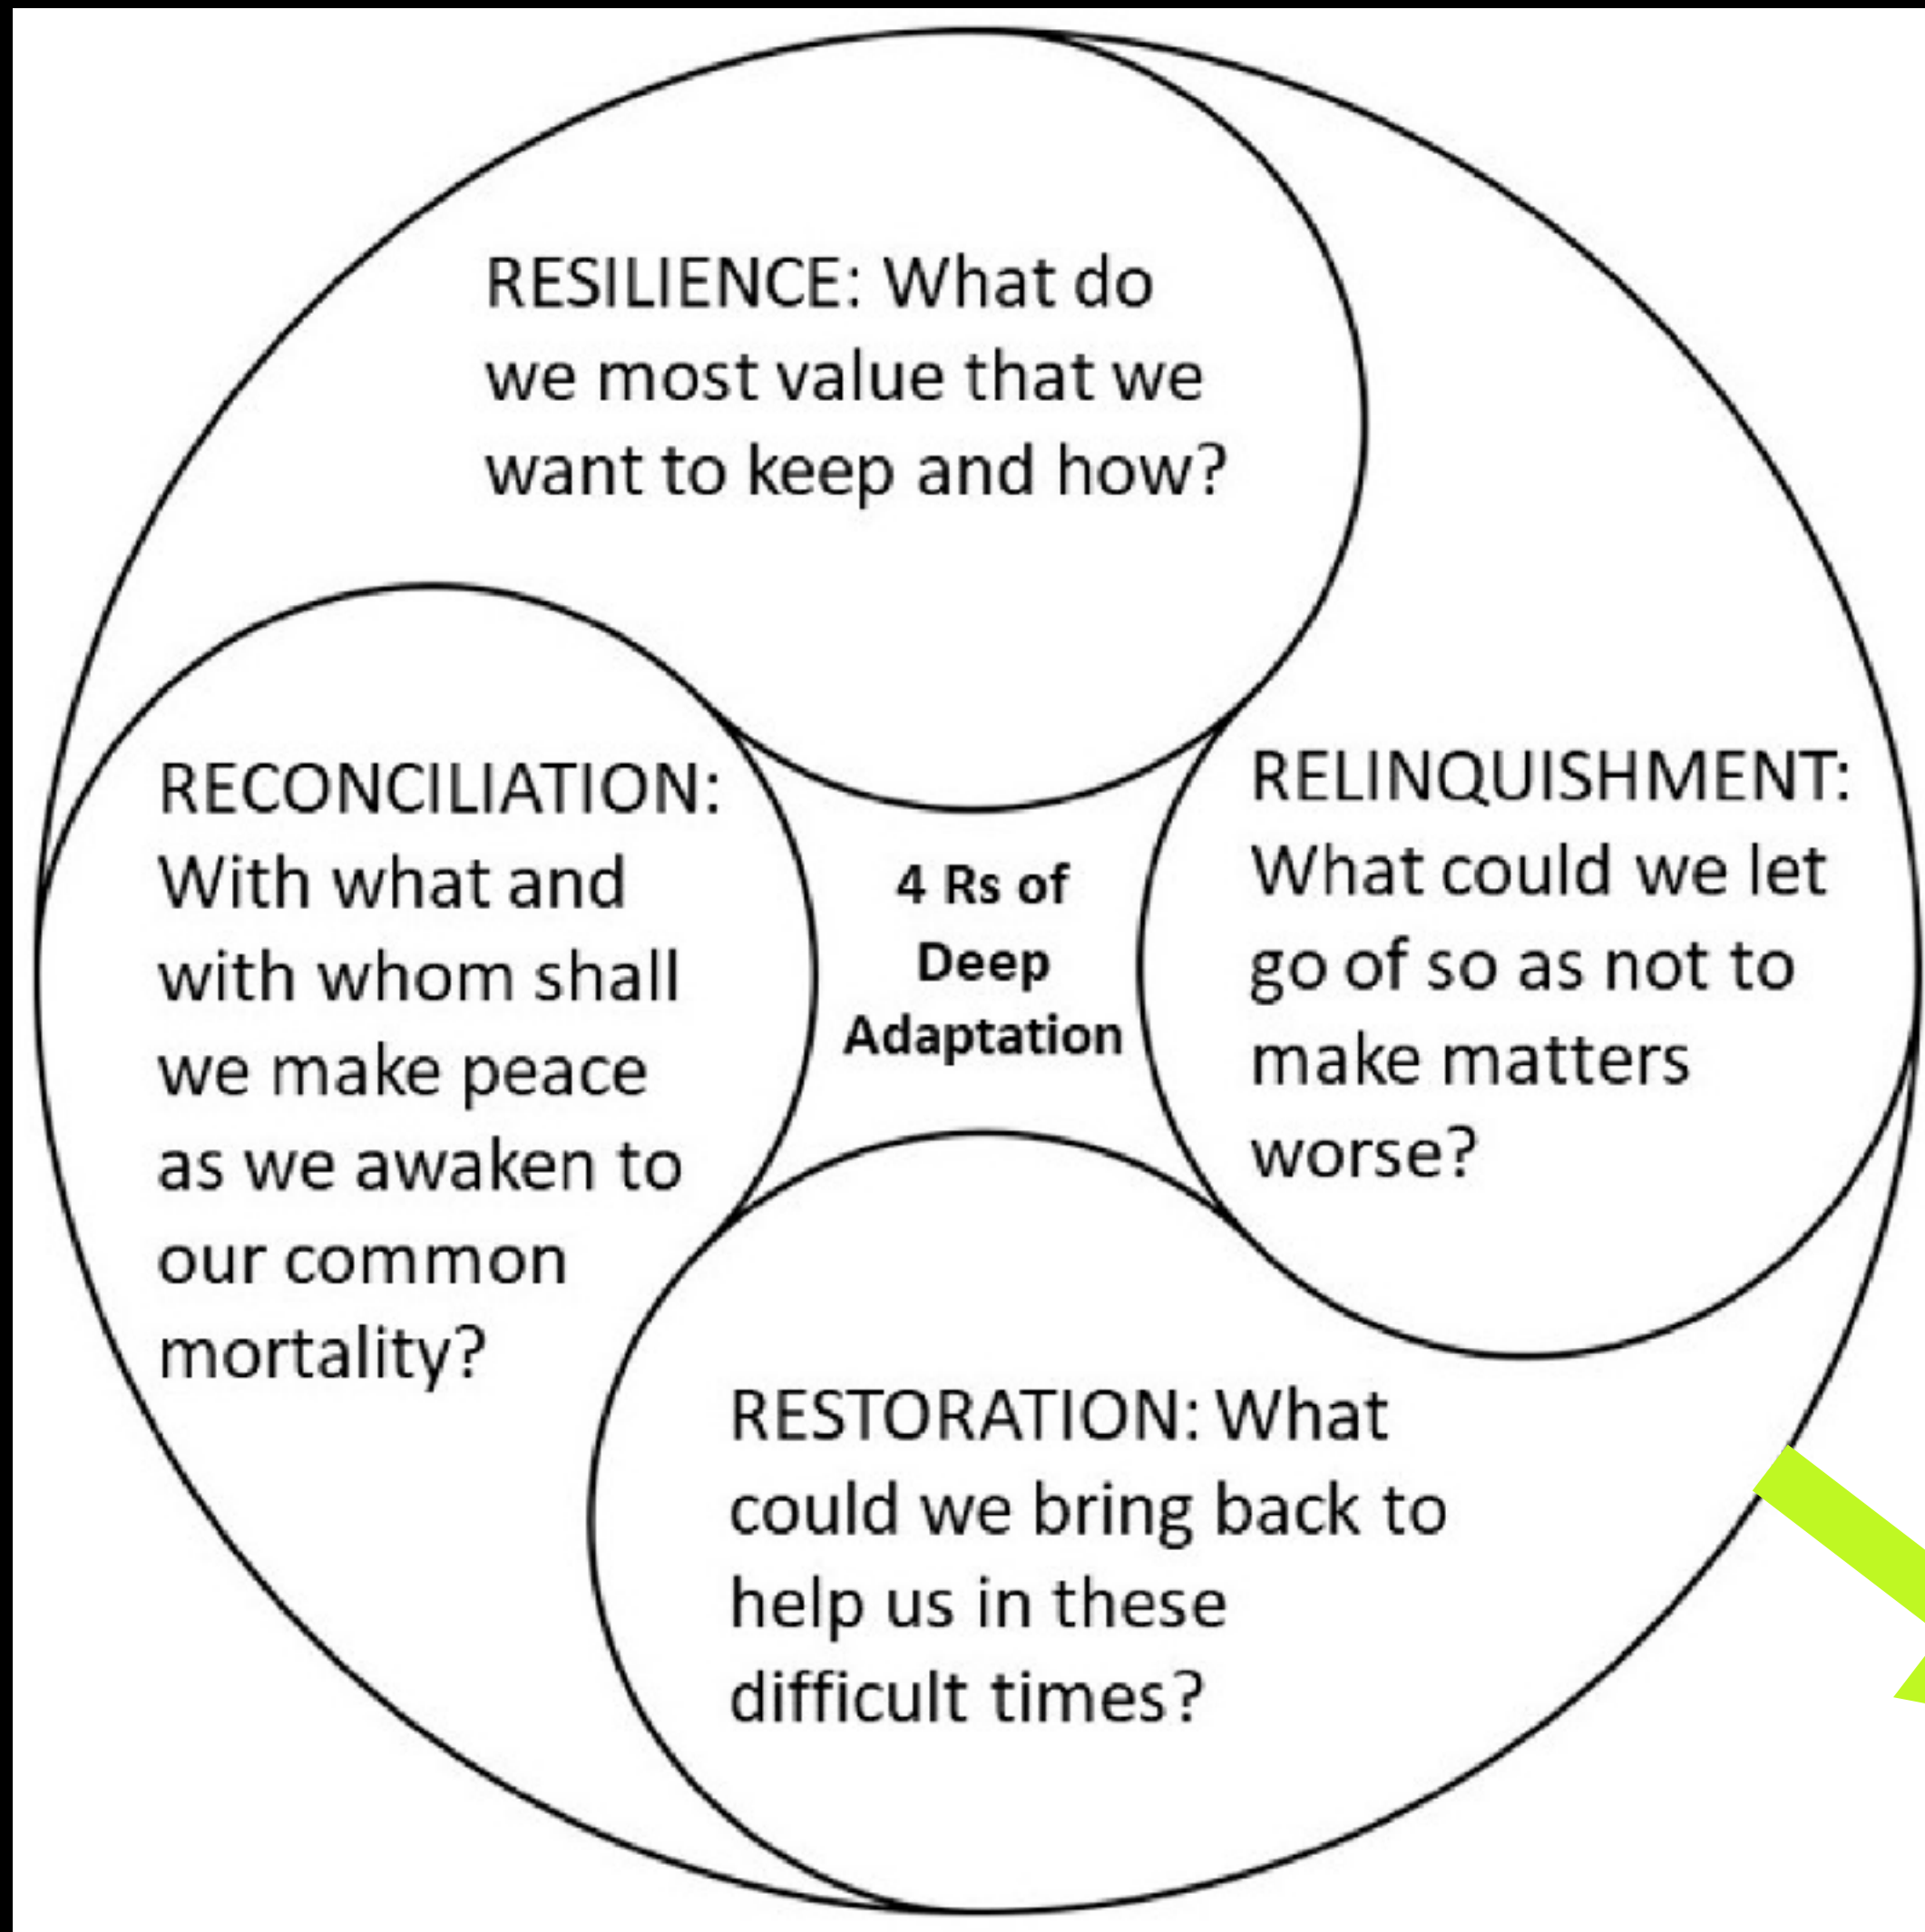 RESILIENCE: What do
we most value that we
want to keep and how?
RECONCILIATION:
With what and
with whom shall
we make peace
as we awaken to
our common
mortality?
4 Rs of
Deep
Adaptation
RELINQUISHMENT:
What could we let
go of so as not to
make matters
worse?
RESTORATION: What
could we bring back to
help us in these
difficult times?